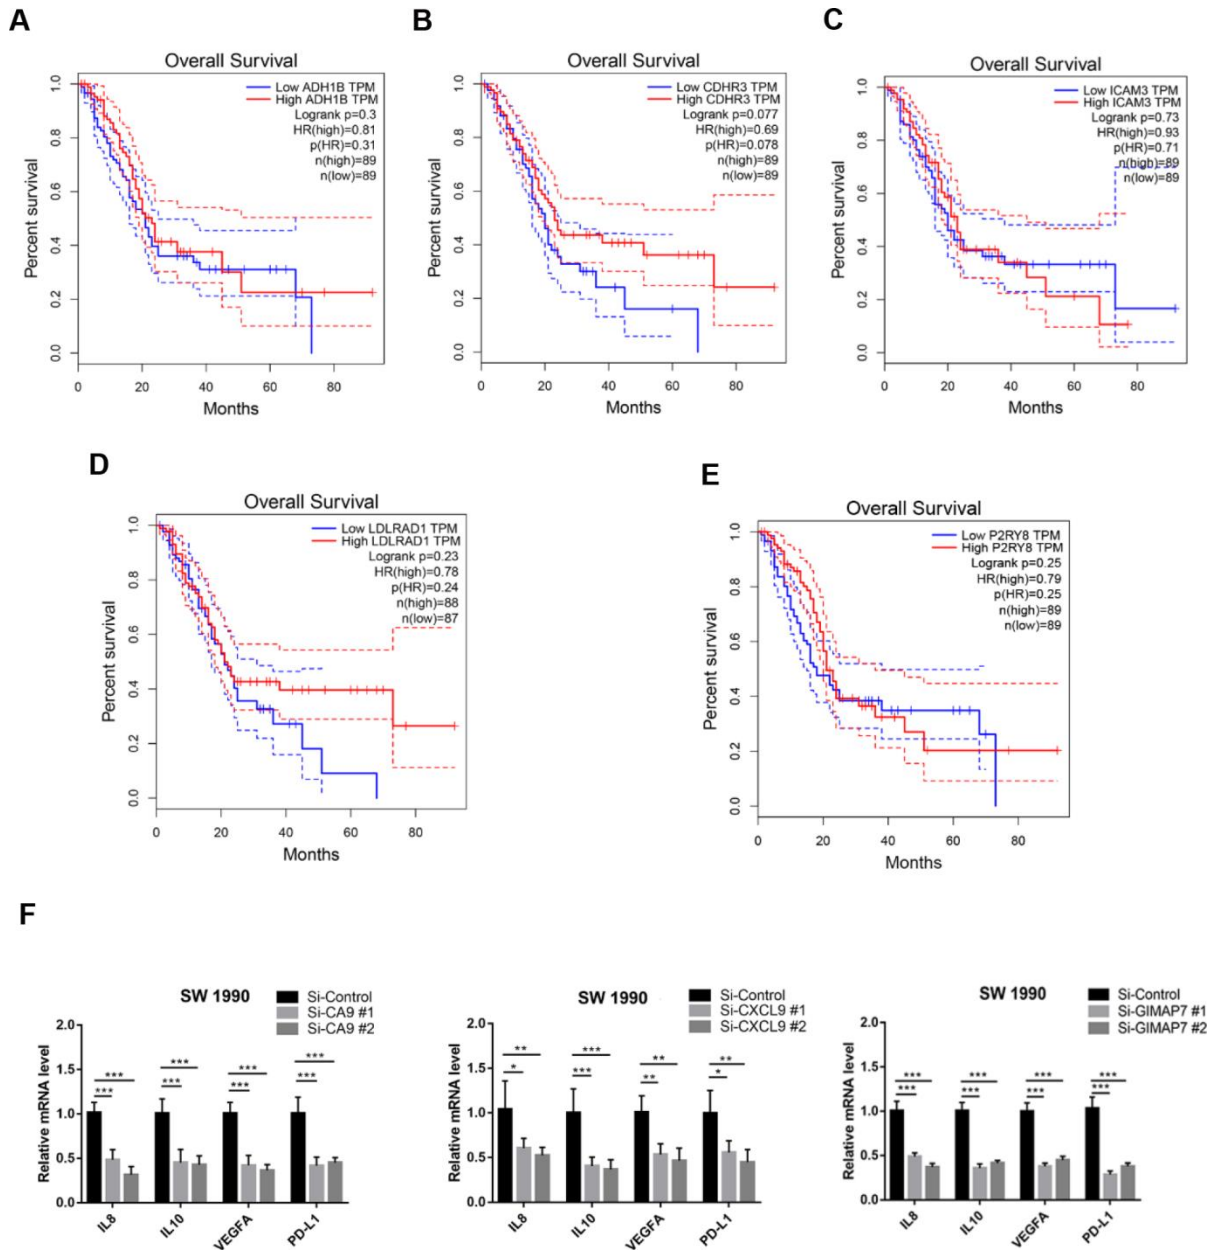 A
Overall Survival
Low ADH1B TPM
High ADH1B TPM
Logrank p=0.3
HR(high)=0.81
p(HR)=0.31
n(high)=89
n(low)=89
Percent survival
0.0 0.2 0.4 0.6 0.8 1.0
0 20 40 60 80
Months
B
Overall Survival
Low CDHR3 TPM
High CDHR3 TPM
Logrank p=0.077
HR(high)=0.69
p(HR)=0.078
n(high)=89
n(low)=89
Percent survival
0.0 0.2 0.4 0.6 0.8 1.0
0 20 40 60 80
Months
C
Overall Survival
Low ICAM3 TPM
High ICAM3 TPM
Logrank p=0.73
HR(high)=0.93
p(HR)=0.71
n(high)=89
n(low)=89
Percent survival
0.0 0.2 0.4 0.6 0.8 1.0
0 20 40 60 80
Months
D
Overall Survival
Low LDLRAD1 TPM
High LDLRAD1 TPM
Logrank p=0.23
HR(high)=0.78
p(HR)=0.24
n(high)=88
n(low)=87
Percent survival
0.0 0.2 0.4 0.6 0.8 1.0
0 20 40 60 80
Months
E
Overall Survival
Low P2RY8 TPM
High P2RY8 TPM
Logrank p=0.25
HR(high)=0.79
p(HR)=0.25
n(high)=89
n(low)=89
Percent survival
0.0 0.2 0.4 0.6 0.8 1.0
0 20 40 60 80
Months
F
SW 1990
Si-Control
Si-CA9 #1
Si-CA9 #2
Relative mRNA level
2.0
1.5
1.0
0.5
0.0
*** *** *** ***
*** *** *** ***
IL8 IL10 VEGFA PD-L1
SW 1990
Si-Control
Si-CXCL9 #1
Si-CXCL9 #2
Relative mRNA level
2.0
1.5
1.0
0.5
0.0
** *** ** **
* *** ** *
IL8 IL10 VEGFA PD-L1
SW 1990
Si-Control
Si-GIMAP7 #1
Si-GIMAP7 #2
Relative mRNA level
2.0
1.5
1.0
0.5
0.0
*** *** *** ***
*** *** *** ***
IL8 IL10 VEGFA PD-L1